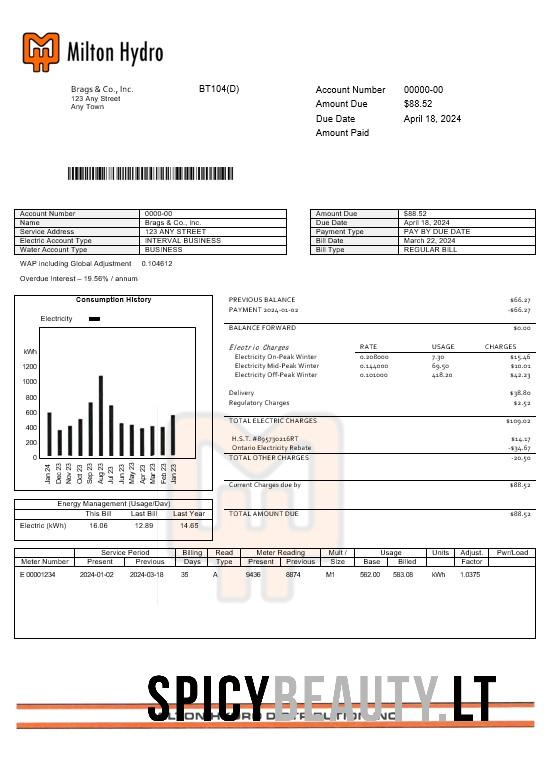 Milton Hydro
Brags & Co., Inc.
123 Any Street
Any Town
BT104(D)
Account Number 00000-00
Amount Due $88.52
Due Date April 18, 2024
Amount Paid
Account Number 0000-00
Name Brags & Co., Inc.
Service Address 123 ANY STREET
Electric Account Type INTERVAL BUSINESS
Water Account Type BUSINESS
Amount Due $88.52
Due Date April 18, 2024
Payment Type PAY BY DUE DATE
Bill Date March 22, 2024
Bill Type REGULAR BILL
WAP including Global Adjustment 0.104612
Overdue Interest – 19.56% / annum
Consumption History
Electricity
kWh
1200
1000
800
600
400
200
0
Jan 24 Dec 23 Nov 23 Oct 23 Sep 23 Aug 23 Jul 23 Jun 23 May 23 Apr 23 Mar 23 Feb 23 Jan 23
PREVIOUS BALANCE $66.27
PAYMENT 2024-01-02 -$66.27
BALANCE FORWARD $0.00
Electric Charges RATE USAGE CHARGES
Electricity On-Peak Winter 0.208000 7.30 $15.46
Electricity Mid-Peak Winter 0.144000 69.50 $10.01
Electricity Off-Peak Winter 0.101000 418.20 $42.23
Delivery $38.80
Regulatory Charges $2.52
TOTAL ELECTRIC CHARGES $109.02
H.S.T. #895730216RT $14.17
Ontario Electricity Rebate -$34.67
TOTAL OTHER CHARGES -20.50
Current Charges due by $88.52
TOTAL AMOUNT DUE $88.52
Energy Management (Usage/Day)
This Bill Last Bill Last Year
Electric (kWh) 16.06 12.89 14.65
Service Period Billing Read Meter Reading Mult / Usage Units Adjust. Pwr/Load
Meter Number Present Previous Days Type Present Previous Size Base Billed Factor
E 00001234 2024-01-02 2024-03-18 35 A 9436 8874 M1 562.00 583.08 kWh 1.0375
SPICYBEAUTY.LT